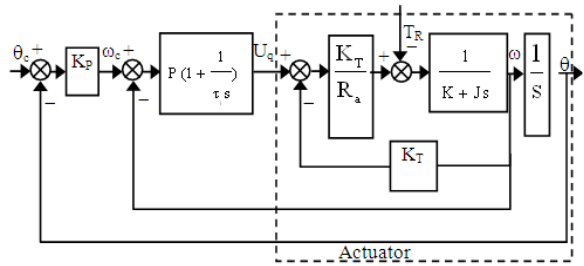 θc + − KP ωc + − P (1 + 1 / τi s) Uq + − KT / Ra + TR − 1 / K + Js ω 1 / S θ
KT
Actuator